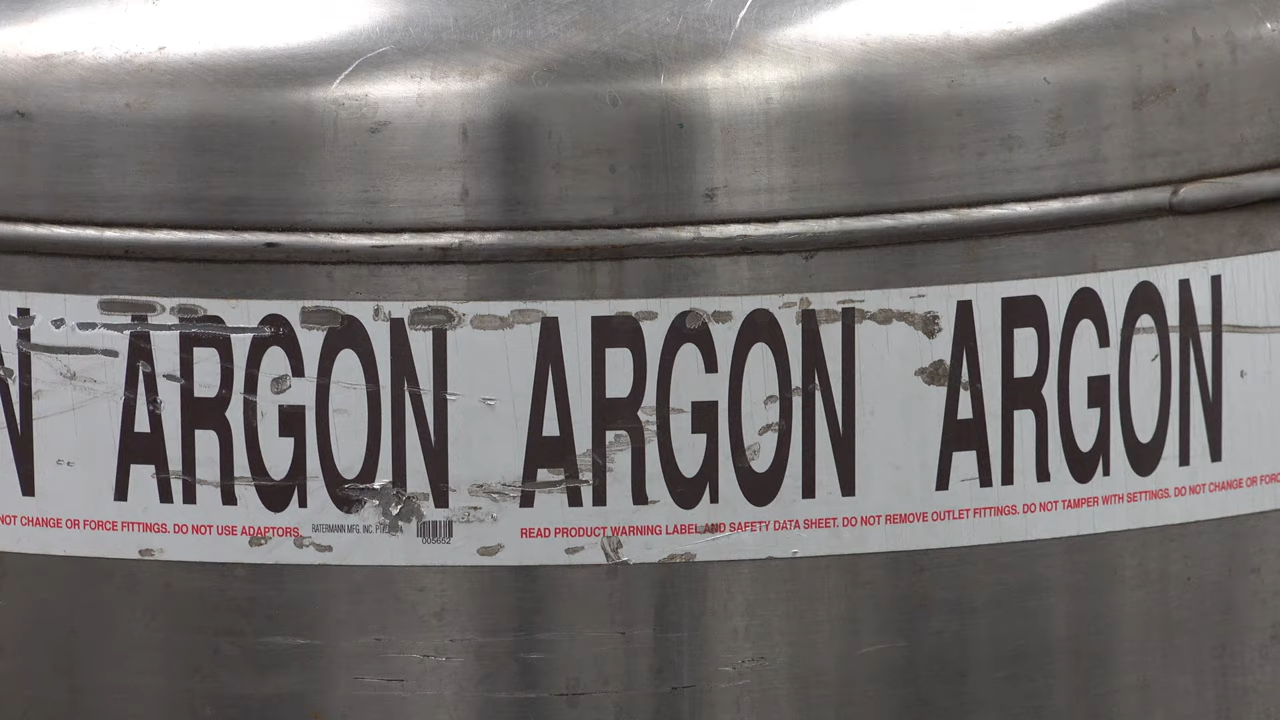 N ARGON ARGON ARGON
NOT CHANGE OR FORCE FITTINGS. DO NOT USE ADAPTORS. RATERMANN MFG. INC. READ PRODUCT WARNING LABEL AND SAFETY DATA SHEET. DO NOT REMOVE OUTLET FITTINGS. DO NOT TAMPER WITH SETTINGS. DO NOT CHANGE OR FORC
005652